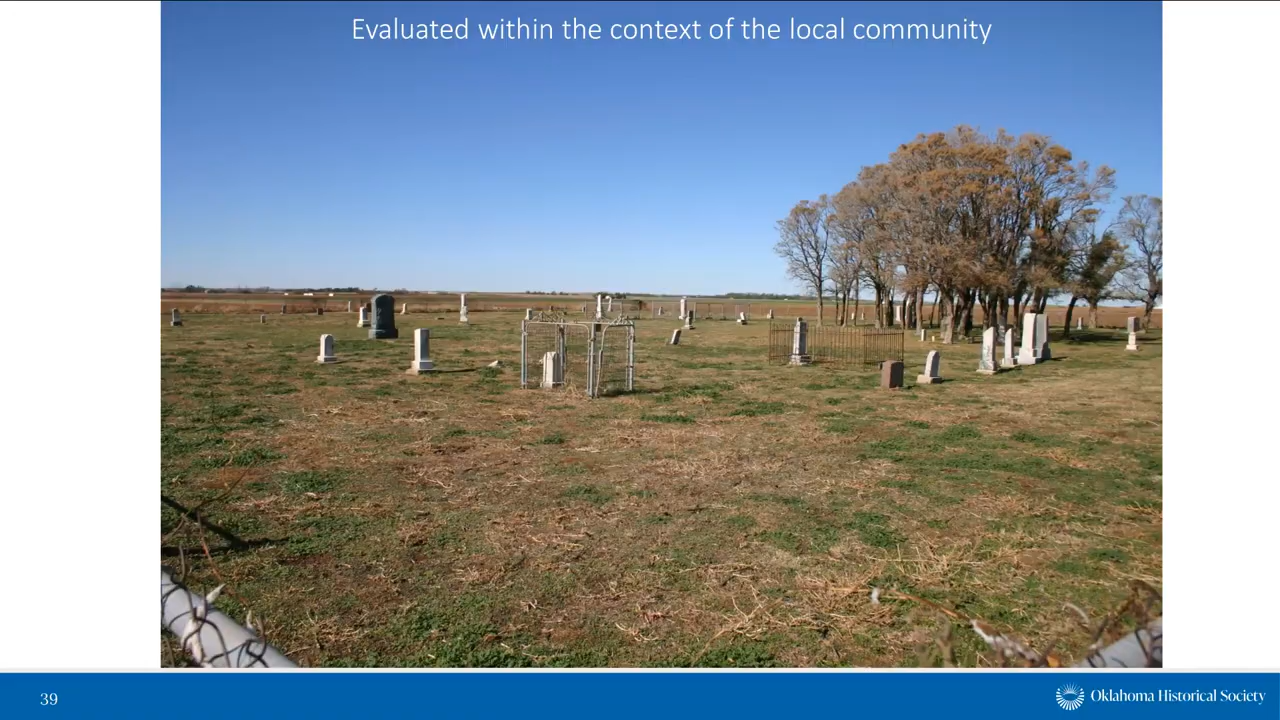 Evaluated within the context of the local community
39
Oklahoma Historical Society